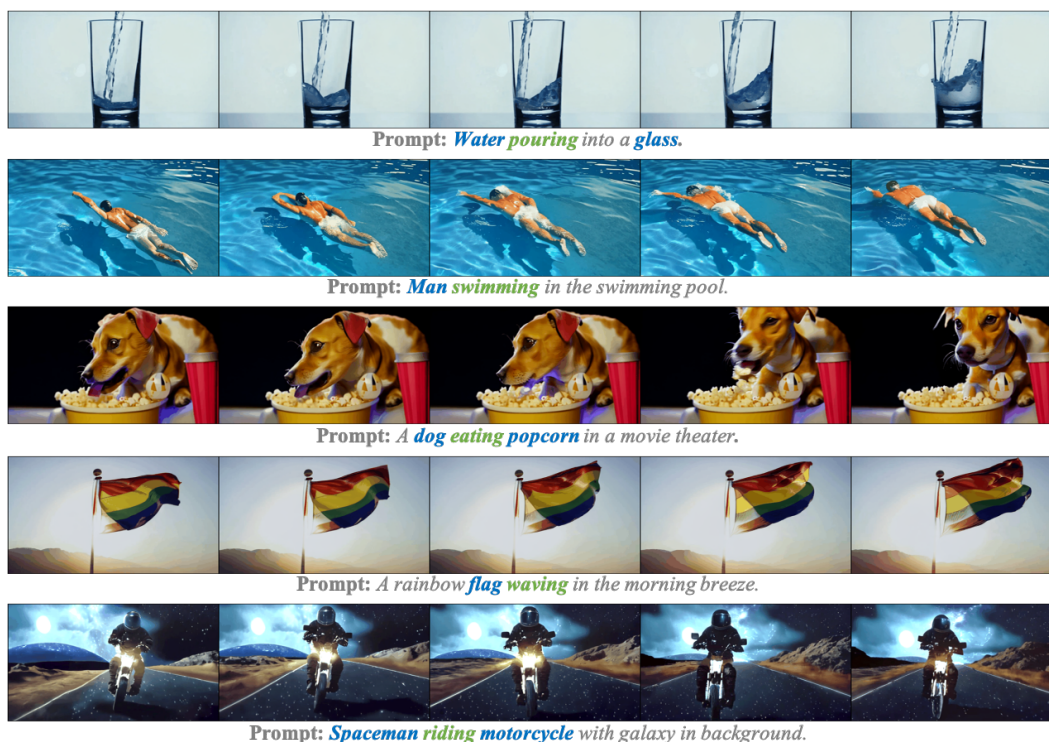 Prompt: Water pouring into a glass.
Prompt: Man swimming in the swimming pool.
Prompt: A dog eating popcorn in a movie theater.
Prompt: A rainbow flag waving in the morning breeze.
Prompt: Spaceman riding motorcycle with galaxy in background.